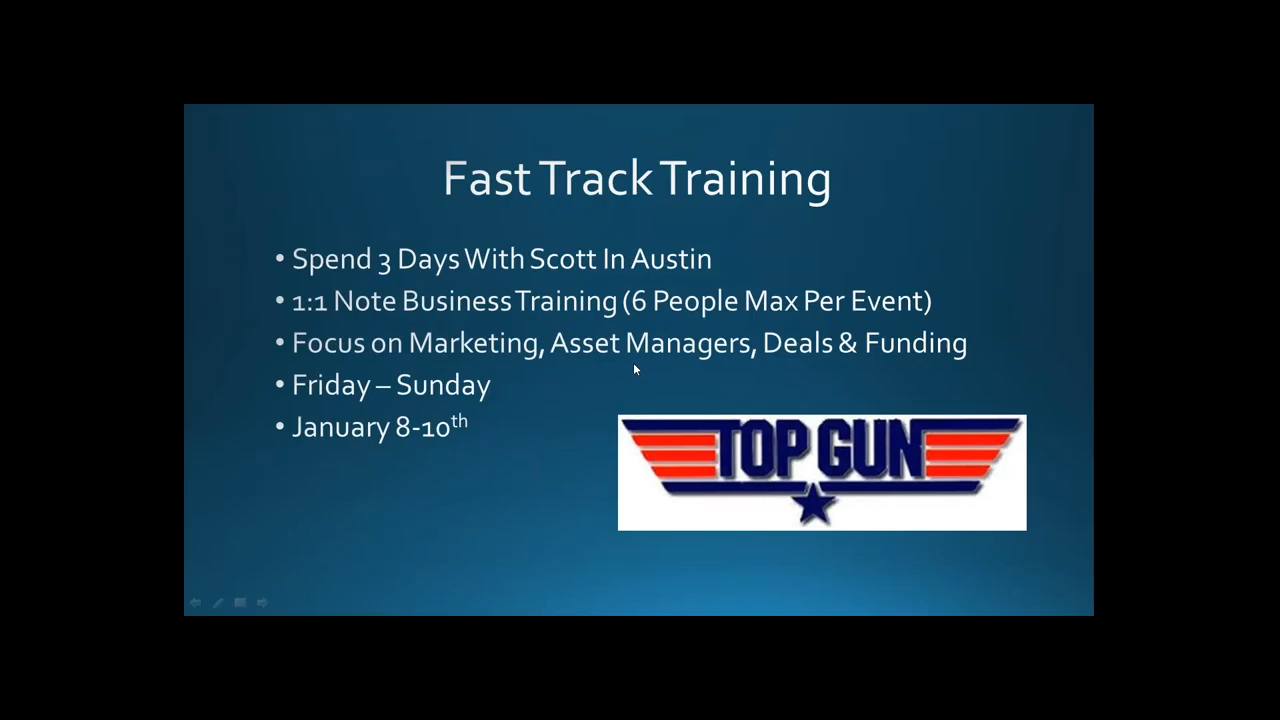 Fast Track Training
• Spend 3 Days With Scott In Austin
• 1:1 Note Business Training (6 People Max Per Event)
• Focus on Marketing, Asset Managers, Deals & Funding
• Friday – Sunday
• January 8-10th
TOP GUN